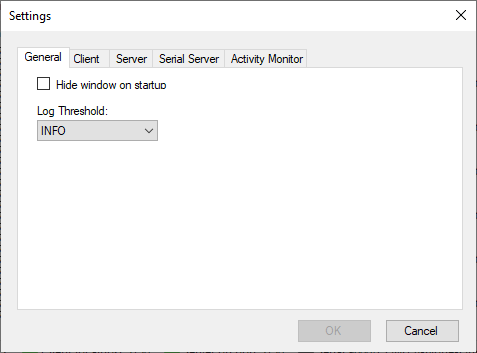 Settings
General Client Server Serial Server Activity Monitor
Hide window on startup
Log Threshold:
INFO
OK Cancel